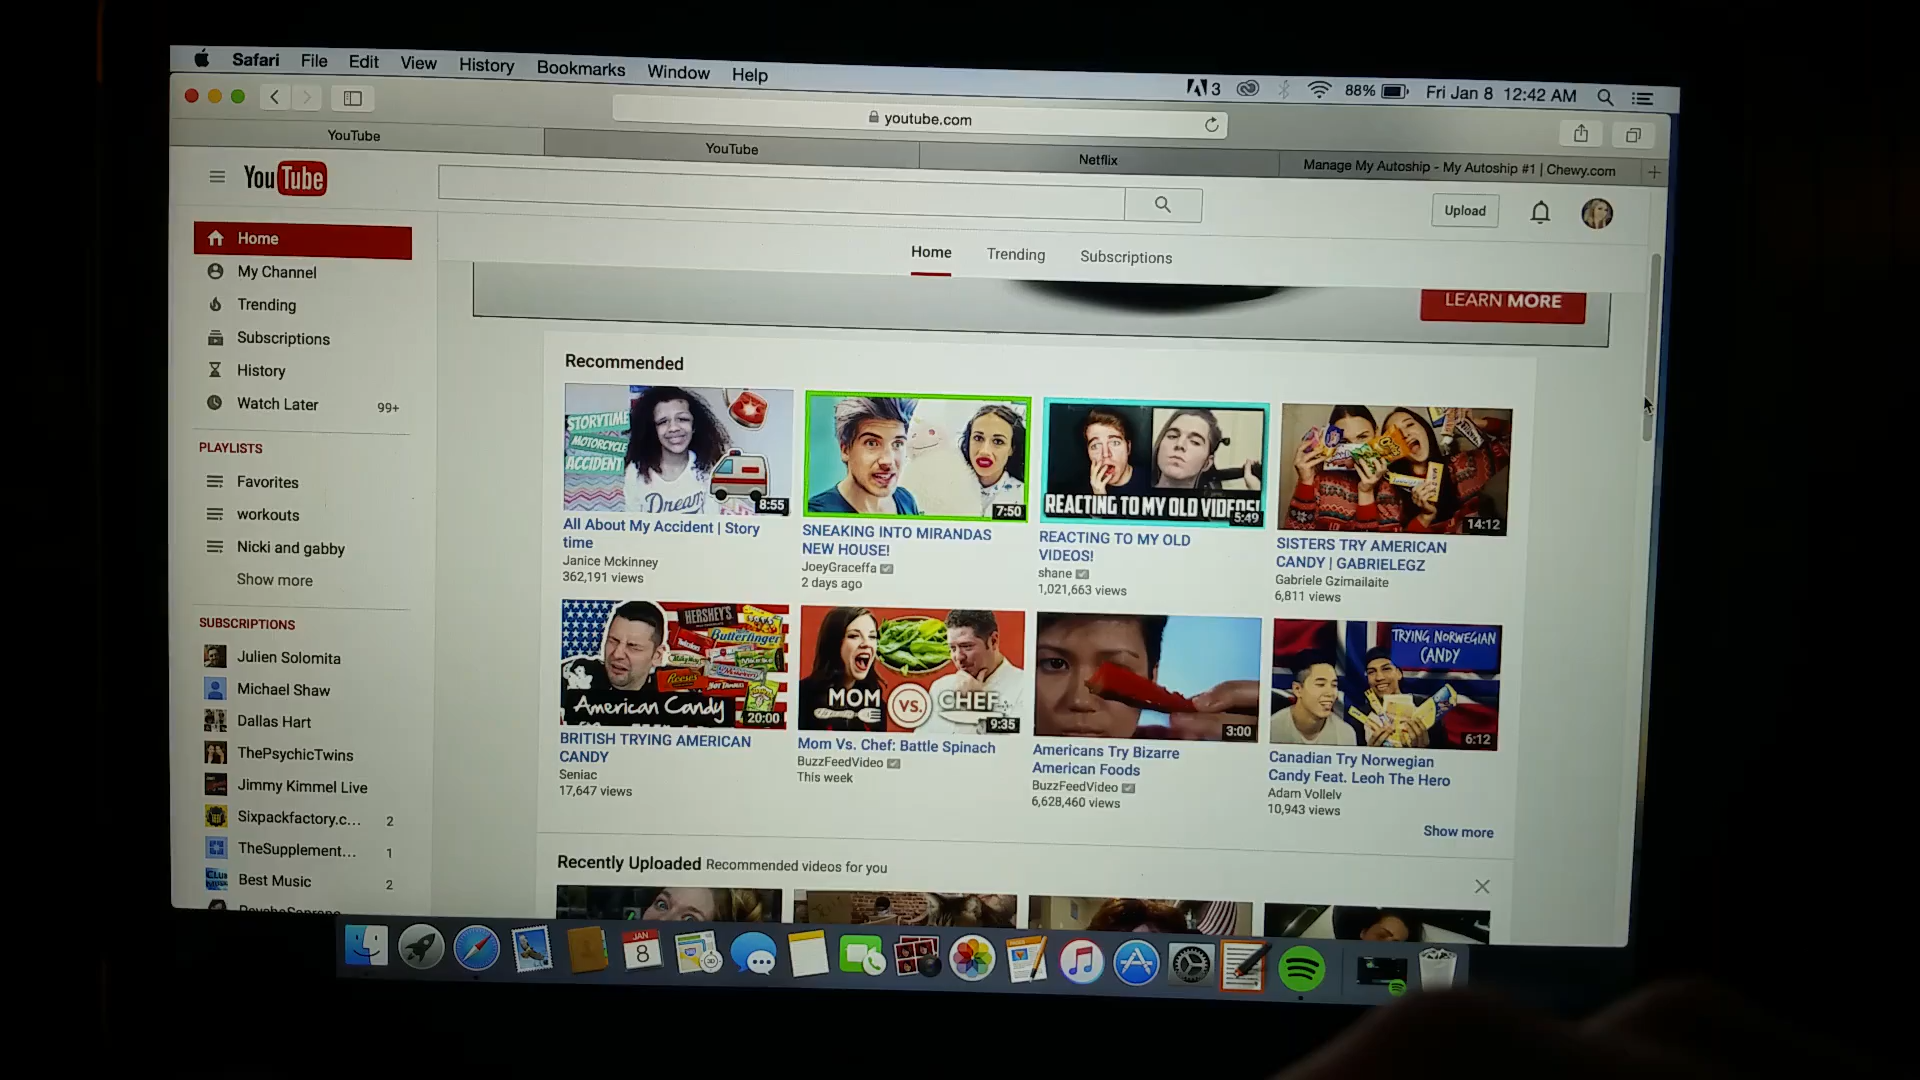 Safari File Edit View History Bookmarks Window Help
3 88% Fri Jan 8 12:42 AM
youtube.com
YouTube YouTube Netflix Manage My Autoship - My Autoship #1 | Chewy.com
YouTube
Upload
Home Trending Subscriptions
LEARN MORE
Home
My Channel
Trending
Subscriptions
History
Watch Later 99+
PLAYLISTS
Favorites
workouts
Nicki and gabby
Show more
SUBSCRIPTIONS
Julien Solomita
Michael Shaw
Dallas Hart
ThePsychicTwins
Jimmy Kimmel Live
Sixpackfactory.c... 2
TheSupplement... 1
Best Music 2
Recommended
STORYTIME
MOTORCYCLE
ACCIDENT
Dream
8:55
All About My Accident | Story
time
Janice Mckinney
362,191 views
7:50
SNEAKING INTO MIRANDAS
NEW HOUSE!
JoeyGraceffa
2 days ago
REACTING TO MY OLD VIDEOS!
5:49
REACTING TO MY OLD
VIDEOS!
shane
1,021,663 views
14:12
SISTERS TRY AMERICAN
CANDY | GABRIELEGZ
Gabriele Gzimailaite
6,811 views
HERSHEY'S
Butterfinger
Reese's
American Candy
20:00
BRITISH TRYING AMERICAN
CANDY
Seniac
17,647 views
MOM VS. CHEF
9:35
Mom Vs. Chef: Battle Spinach
BuzzFeedVideo
This week
3:00
Americans Try Bizarre
American Foods
BuzzFeedVideo
6,628,460 views
TRYING NORWEGIAN
CANDY
6:12
Canadian Try Norwegian
Candy Feat. Leoh The Hero
Adam Vollelv
10,943 views
Show more
Recently Uploaded Recommended videos for you
JAN
8